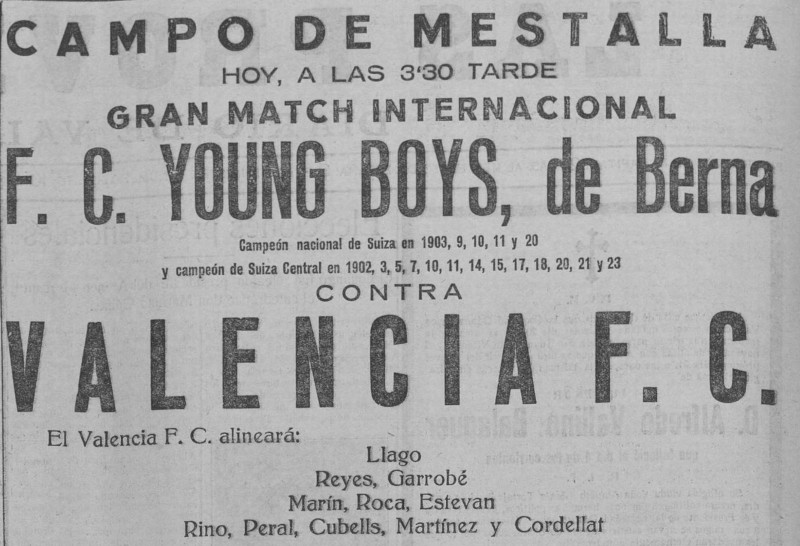 CAMPO DE MESTALLA
HOY, A LAS 3'30 TARDE
GRAN MATCH INTERNACIONAL
F. C. YOUNG BOYS, de Berna
Campeón nacional de Suiza en 1903, 9, 10, 11 y 20
y campeón de Suiza Central en 1902, 3, 5, 7, 10, 11, 14, 15, 17, 18, 20, 21 y 23
CONTRA
VALENCIA F. C.
El Valencia F. C. alineará:
Llago
Reyes, Garrobé
Marín, Roca, Estevan
Rino, Peral, Cubells, Martínez y Cordellat